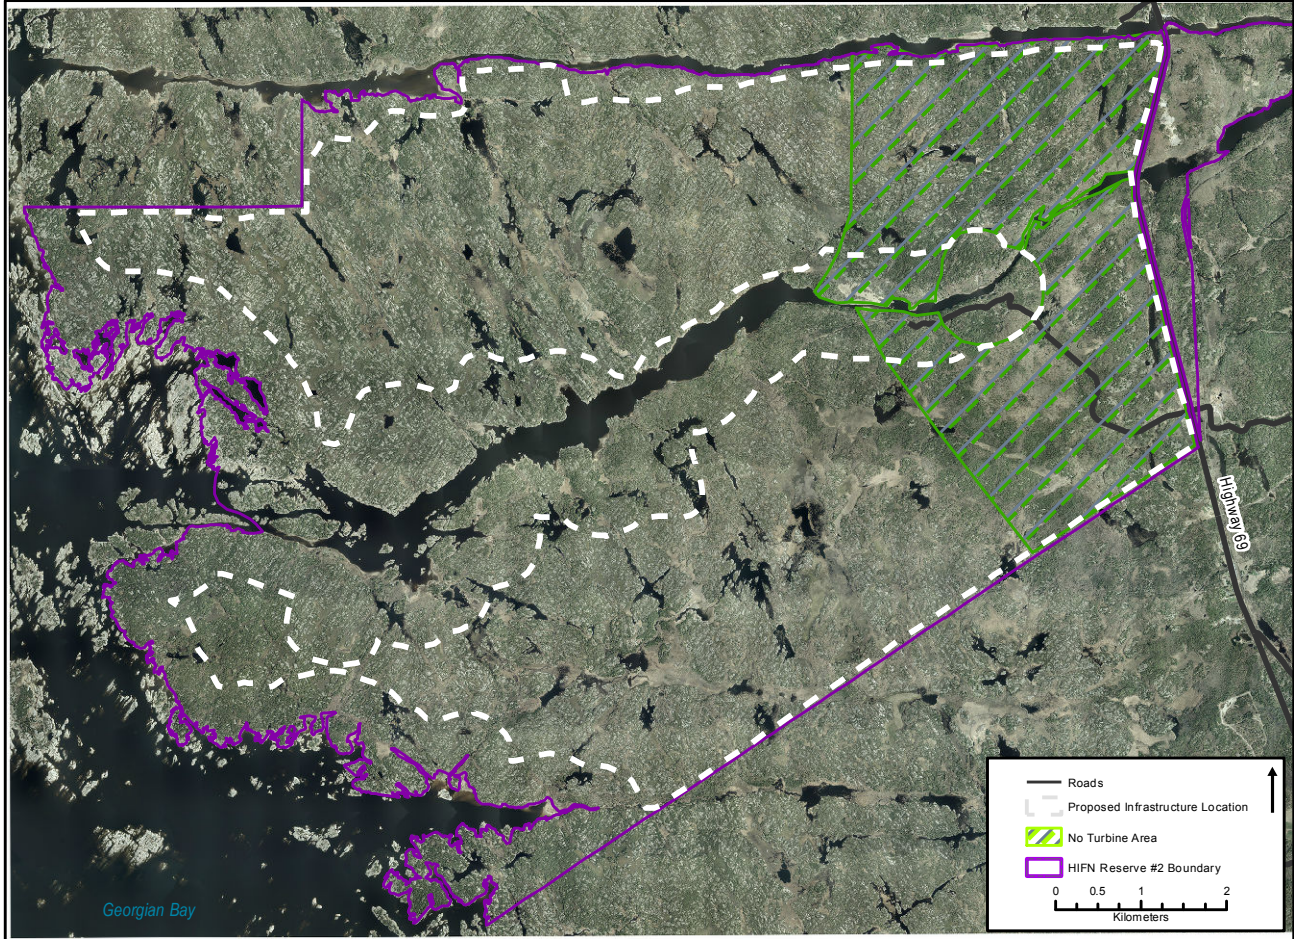 Highway 69
Georgian Bay
Roads
Proposed Infrastructure Location
No Turbine Area
HIFN Reserve #2 Boundary
0 0.5 1 2
Kilometers